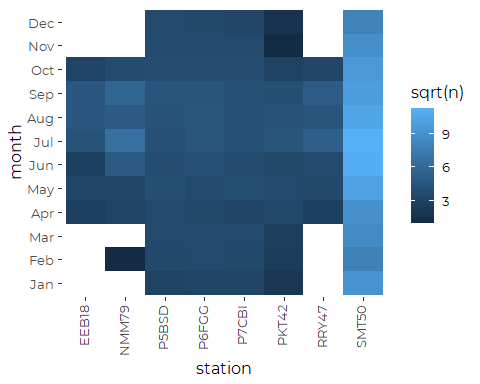 Dec
Nov
Oct
Sep
Aug
Jul
Jun
May
Apr
Mar
Feb
Jan
month
EEB18
NMM79
P5BSD
P6FGG
P7CBI
PKT42
RRY47
SMT50
station
sqrt(n)
9
6
3